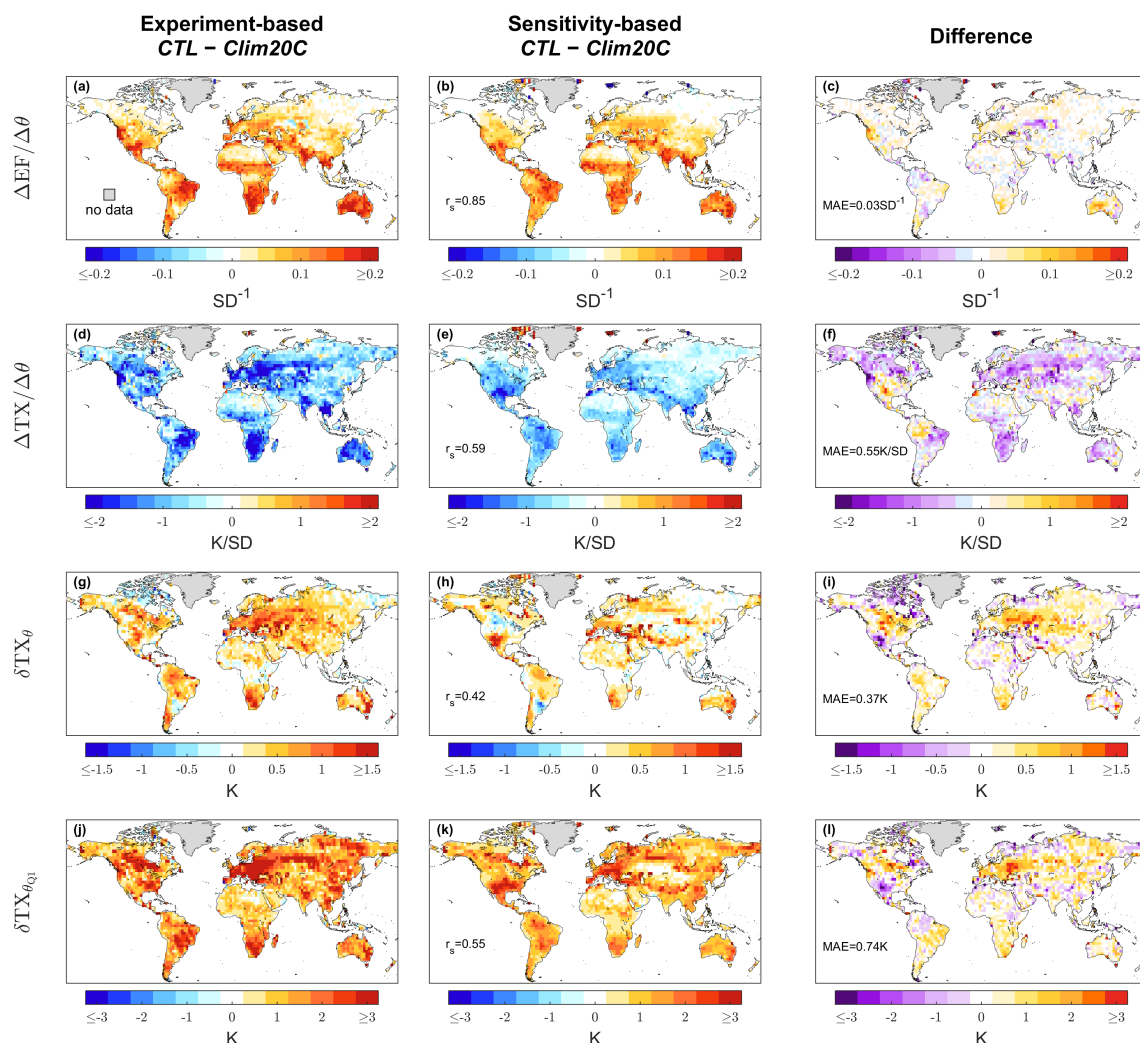 Experiment-based
CTL − Clim20C
Sensitivity-based
CTL − Clim20C
Difference
ΔEF/Δθ
(a)
no data
≤-0.2 -0.1 0 0.1 ≥0.2
SD⁻¹
(b)
rₛ=0.85
≤-0.2 -0.1 0 0.1 ≥0.2
SD⁻¹
(c)
MAE=0.03SD⁻¹
≤-0.2 -0.1 0 0.1 ≥0.2
SD⁻¹
ΔTX/Δθ
(d)
≤-2 -1 0 1 ≥2
K/SD
(e)
rₛ=0.59
≤-2 -1 0 1 ≥2
K/SD
(f)
MAE=0.55K/SD
≤-2 -1 0 1 ≥2
K/SD
δTX_θ
(g)
≤-1.5 -1 -0.5 0 0.5 1 ≥1.5
K
(h)
rₛ=0.42
≤-1.5 -1 -0.5 0 0.5 1 ≥1.5
K
(i)
MAE=0.37K
≤-1.5 -1 -0.5 0 0.5 1 ≥1.5
K
δTX_θ_Q1
(j)
≤-3 -2 -1 0 1 2 ≥3
K
(k)
rₛ=0.55
≤-3 -2 -1 0 1 2 ≥3
K
(l)
MAE=0.74K
≤-3 -2 -1 0 1 2 ≥3
K